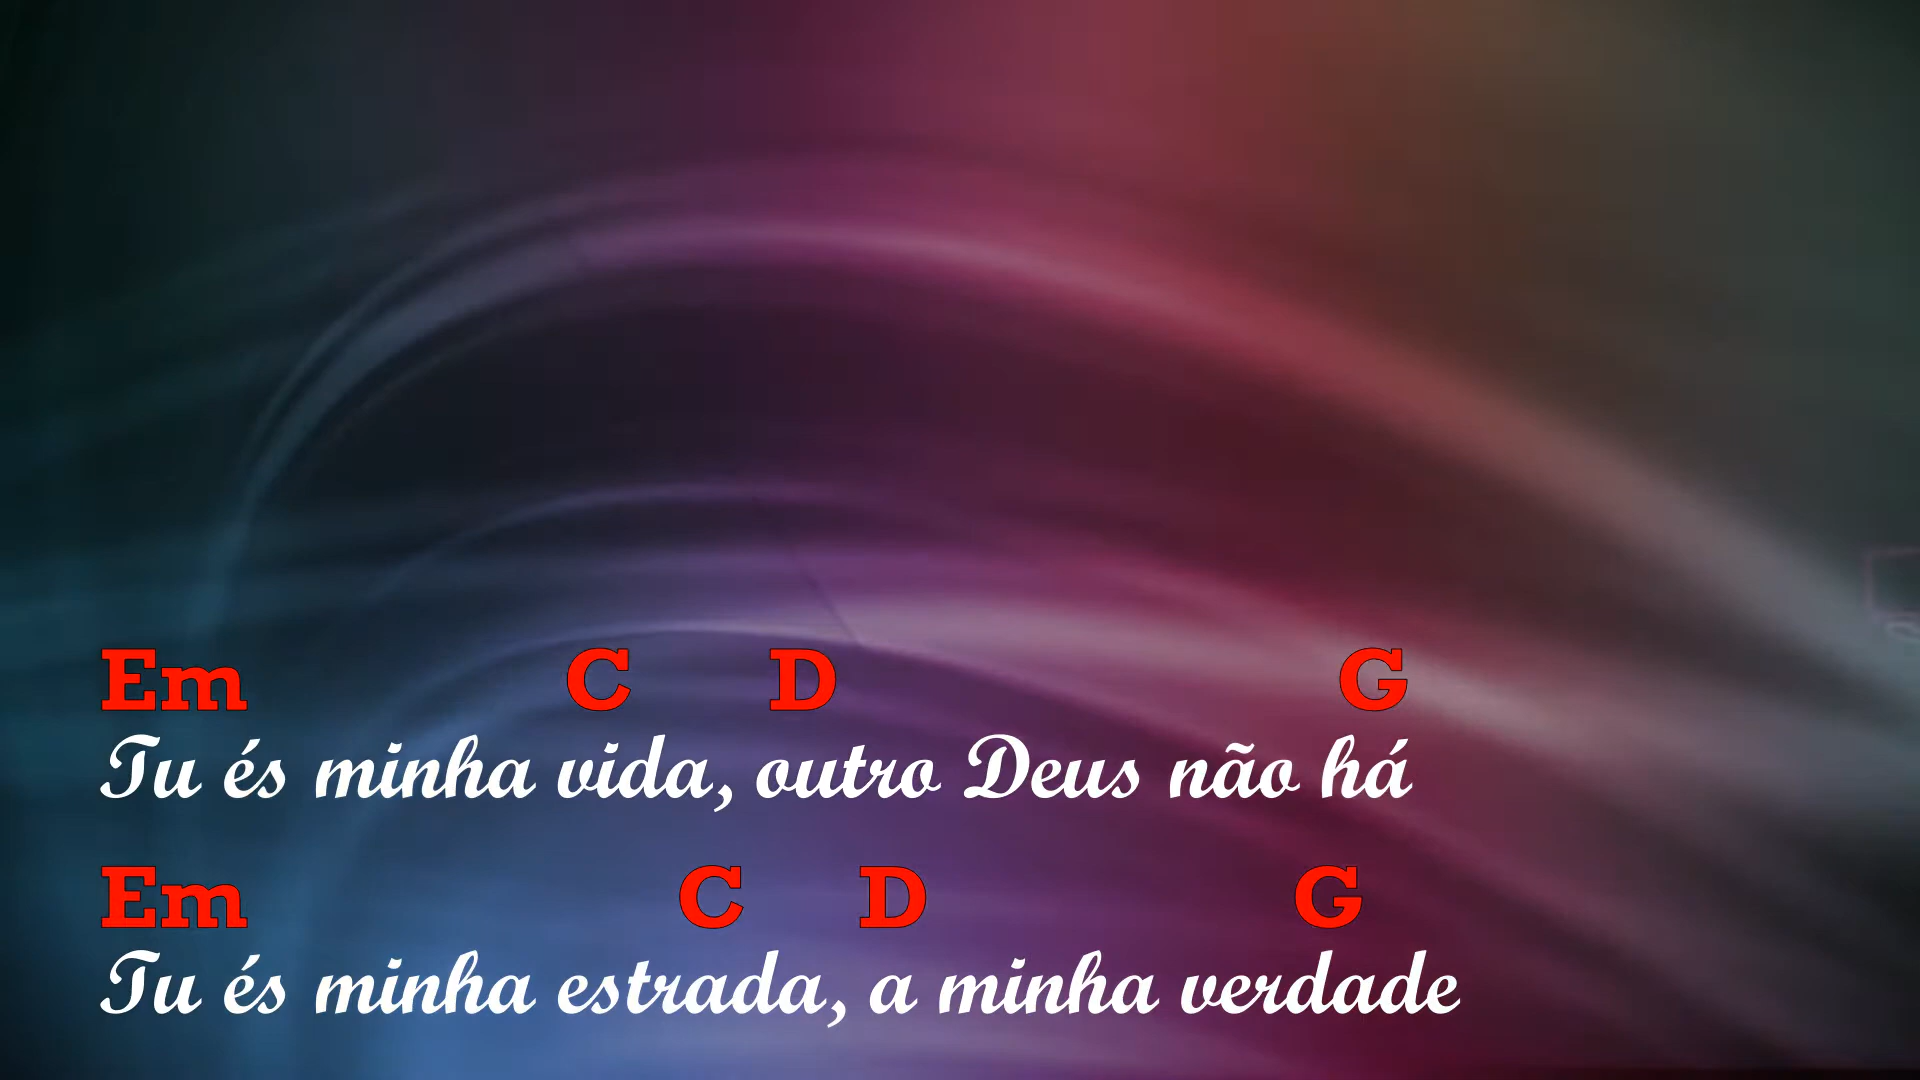 Em C D G
Tu és minha vida, outro Deus não há
Em C D G
Tu és minha estrada, a minha verdade